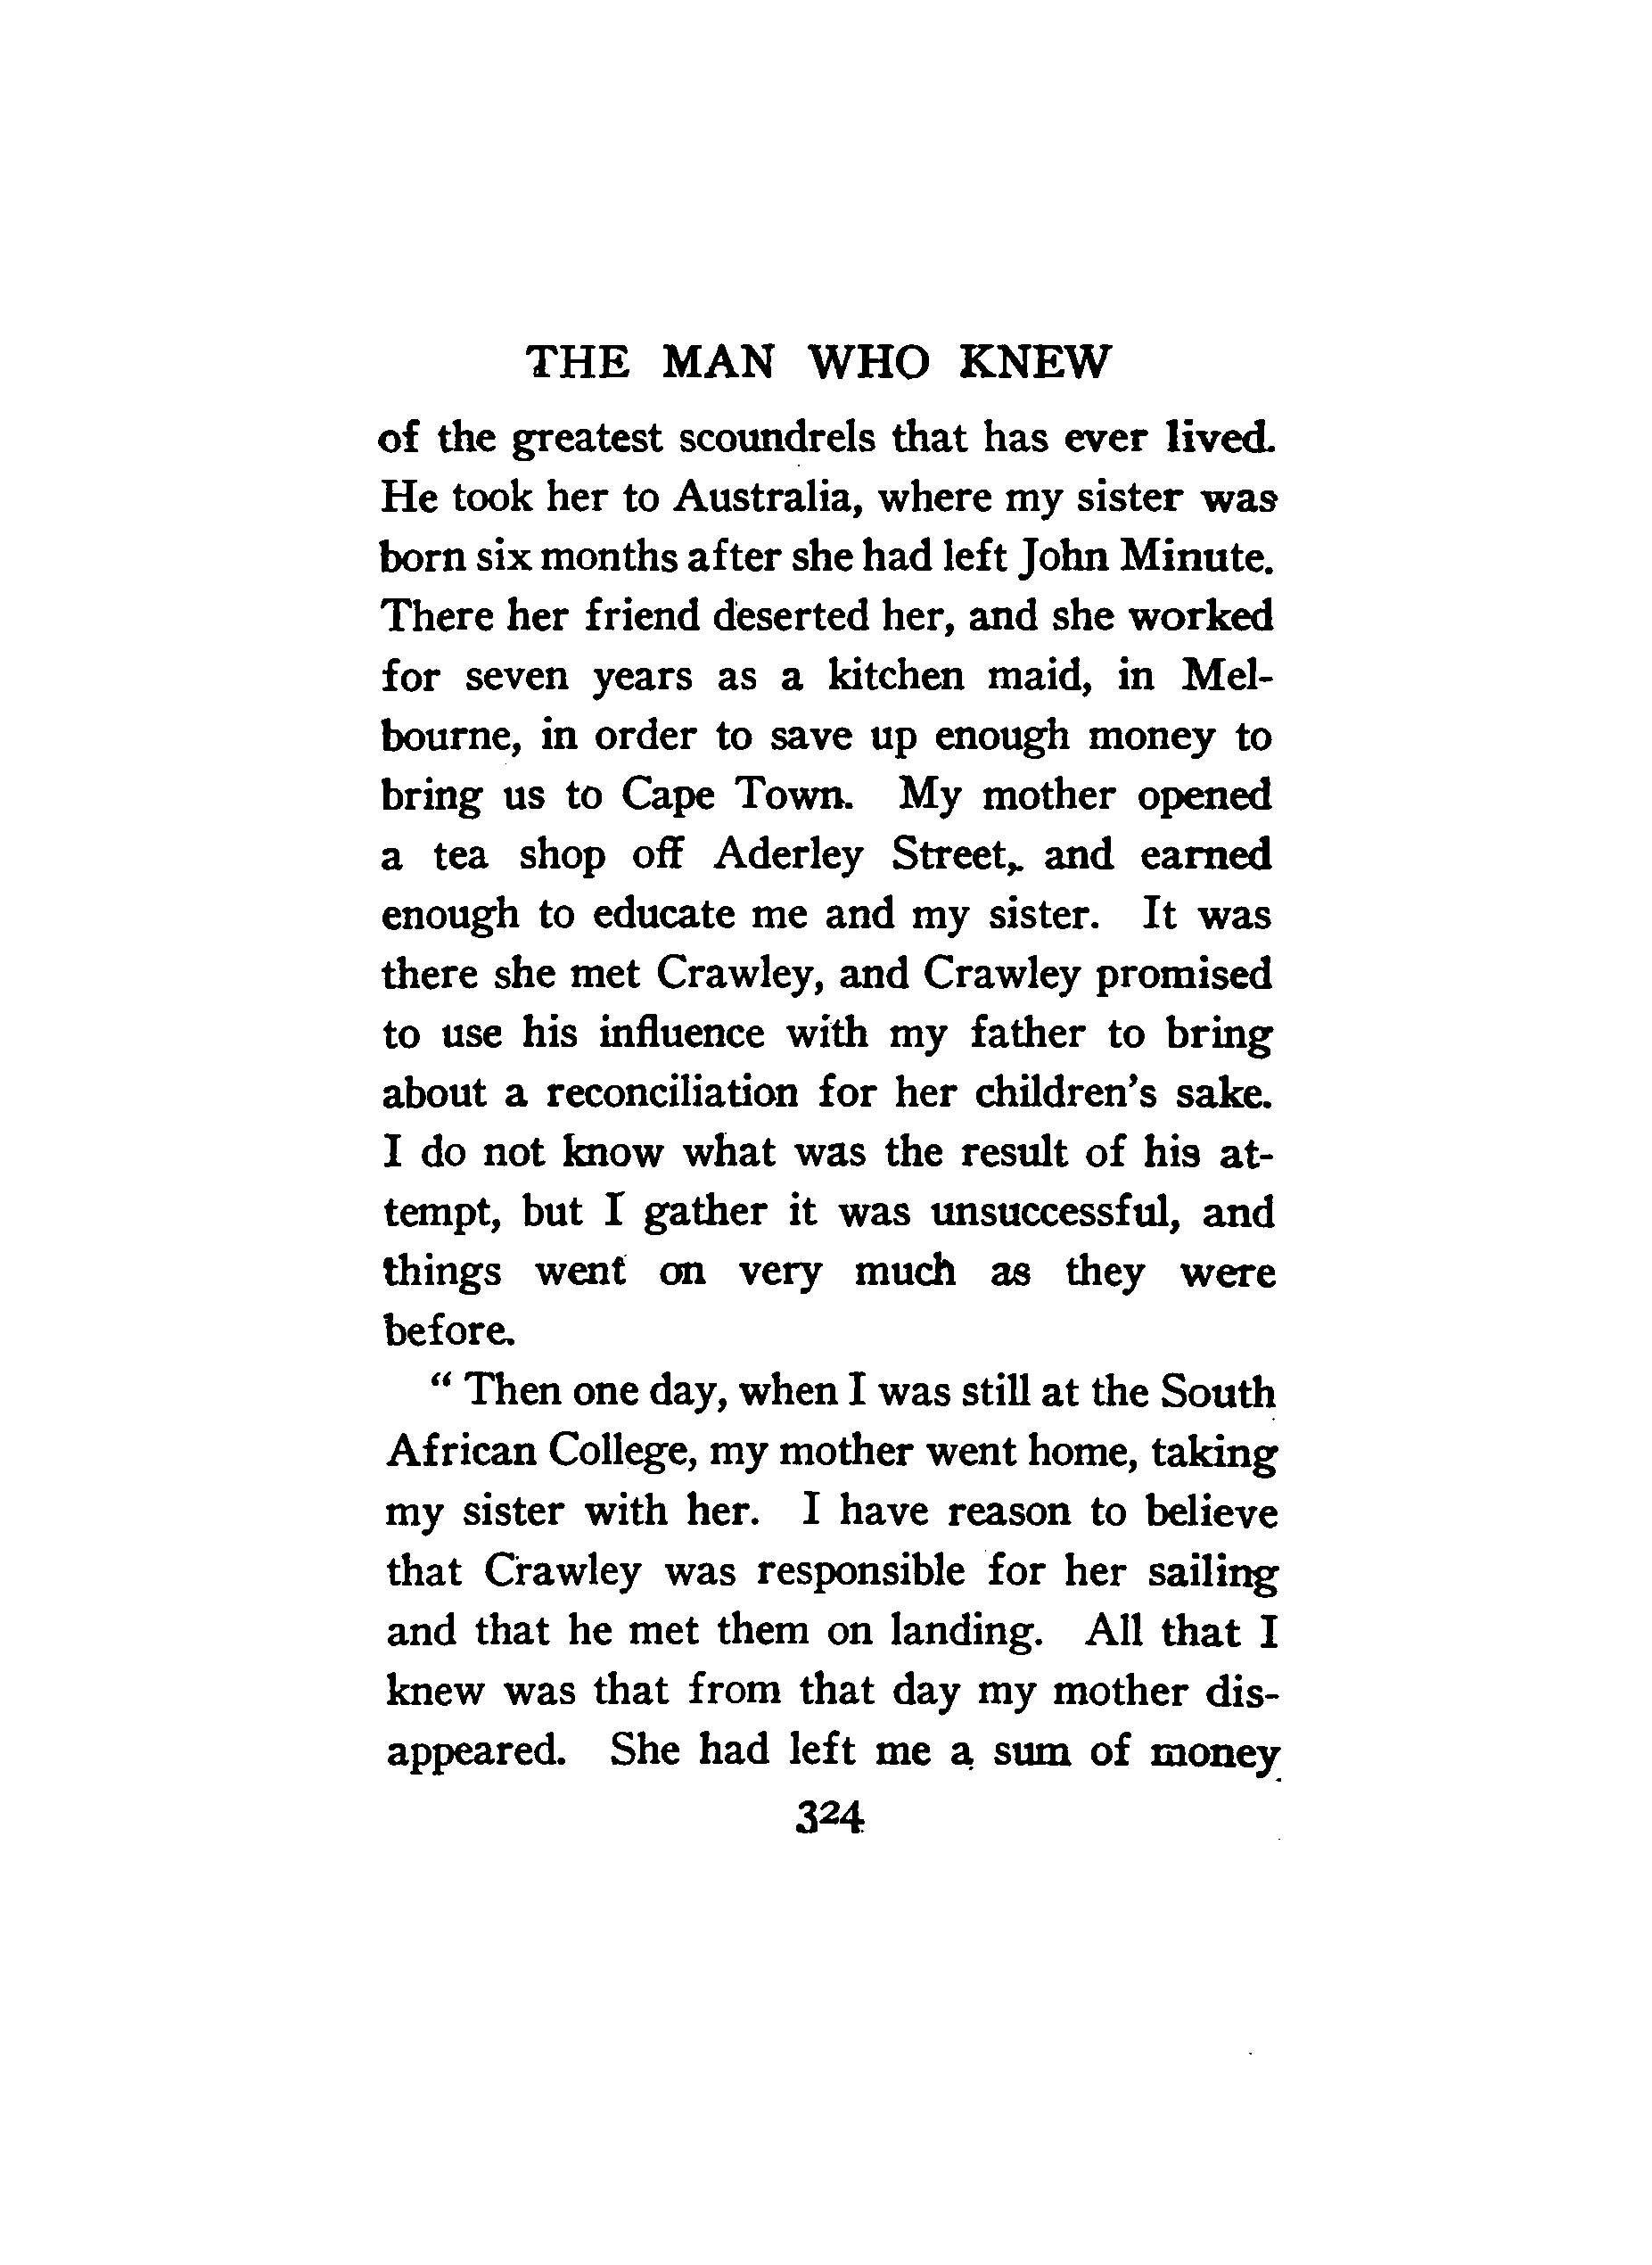 THE MAN WHO KNEW
of the greatest scoundrels that has ever lived.
He took her to Australia, where my sister was
born six months after she had left John Minute.
There her friend deserted her, and she worked
for seven years as a kitchen maid, in Mel-
bourne, in order to save up enough money to
bring us to Cape Town. My mother opened
a tea shop off Aderley Street, and earned
enough to educate me and my sister. It was
there she met Crawley, and Crawley promised
to use his influence with my father to bring
about a reconciliation for her children's sake.
I do not know what was the result of his at-
tempt, but I gather it was unsuccessful, and
things went on very much as they were
before.
" Then one day, when I was still at the South
African College, my mother went home, taking
my sister with her. I have reason to believe
that Crawley was responsible for her sailing
and that he met them on landing. All that I
knew was that from that day my mother dis-
appeared. She had left me a sum of money
324